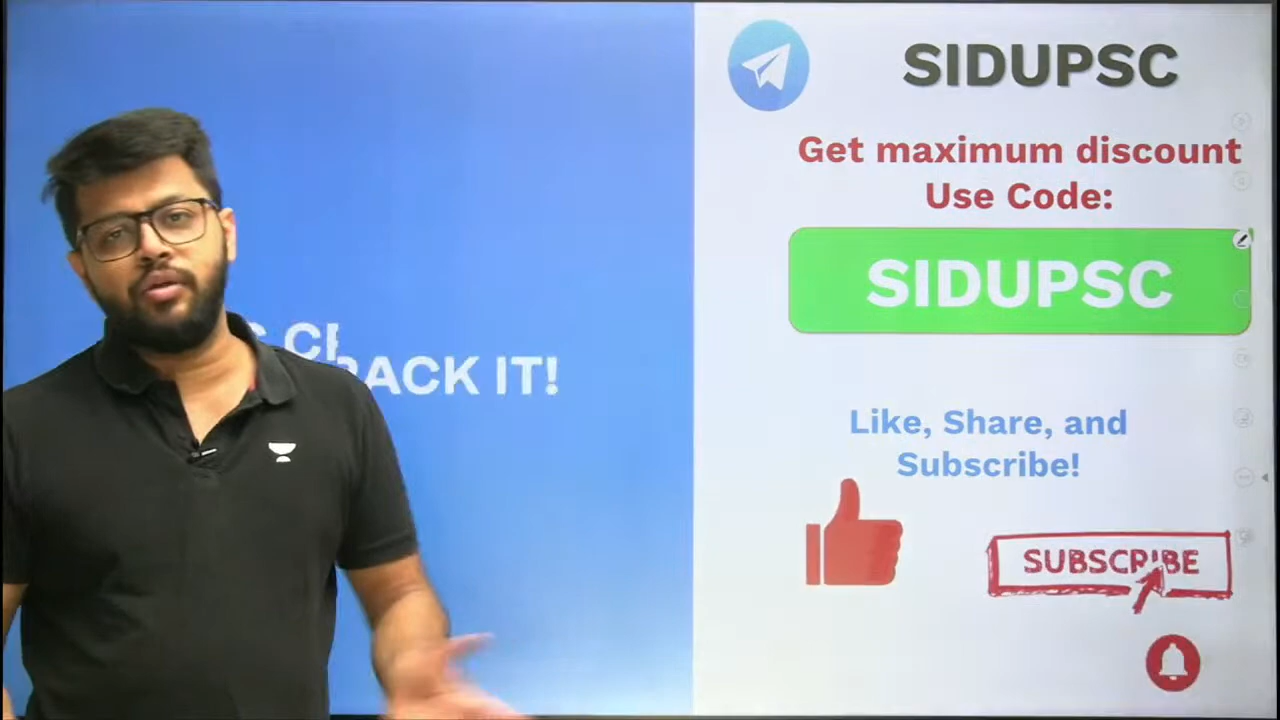 SIDUPSC
Get maximum discount
Use Code:
SIDUPSC
RACK IT!
Like, Share, and
Subscribe!
SUBSCRIBE